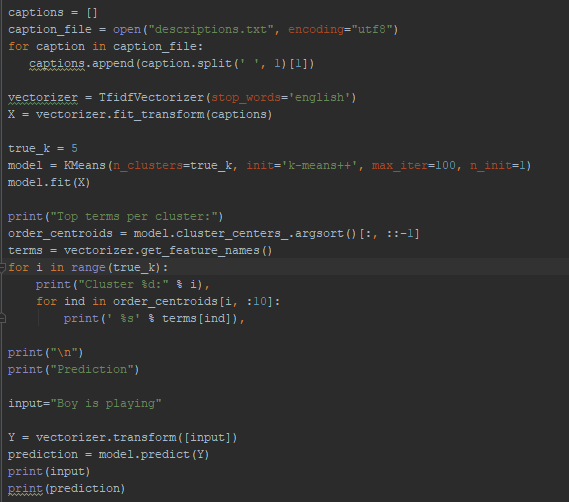 captions = []
caption_file = open("descriptions.txt", encoding="utf8")
for caption in caption_file:
   captions.append(caption.split(' ', 1)[1])

vectorizer = TfidfVectorizer(stop_words='english')
X = vectorizer.fit_transform(captions)

true_k = 5
model = KMeans(n_clusters=true_k, init='k-means++', max_iter=100, n_init=1)
model.fit(X)

print("Top terms per cluster:")
order_centroids = model.cluster_centers_.argsort()[:, ::-1]
terms = vectorizer.get_feature_names()
for i in range(true_k):
    print("Cluster %d:" % i),
    for ind in order_centroids[i, :10]:
        print(' %s' % terms[ind]),

print("\n")
print("Prediction")

input="Boy is playing"

Y = vectorizer.transform([input])
prediction = model.predict(Y)
print(input)
print(prediction)